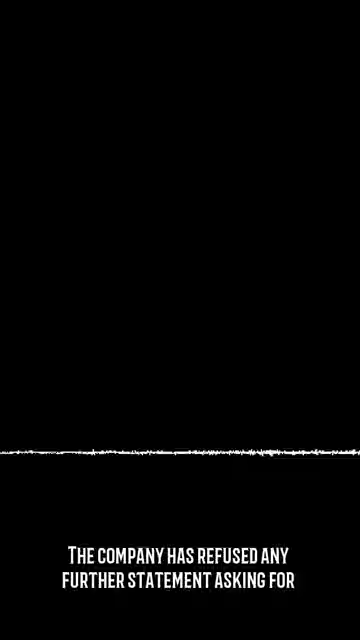 The company has refused any
further statement asking for